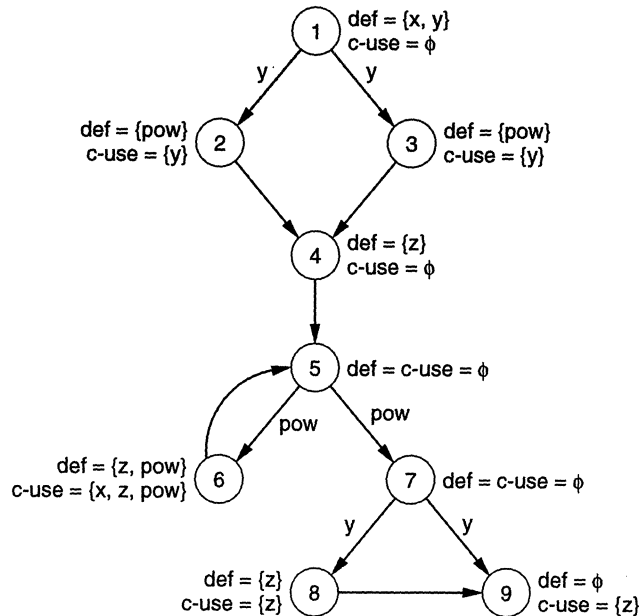 1
def = {x, y}
c-use = ϕ
y
y
def = {pow}
c-use = {y}
2
3
def = {pow}
c-use = {y}
4
def = {z}
c-use = ϕ
5
def = c-use = ϕ
pow
pow
def = {z, pow}
c-use = {x, z, pow}
6
7
def = c-use = ϕ
y
y
def = {z}
c-use = {z}
8
9
def = ϕ
c-use = {z}